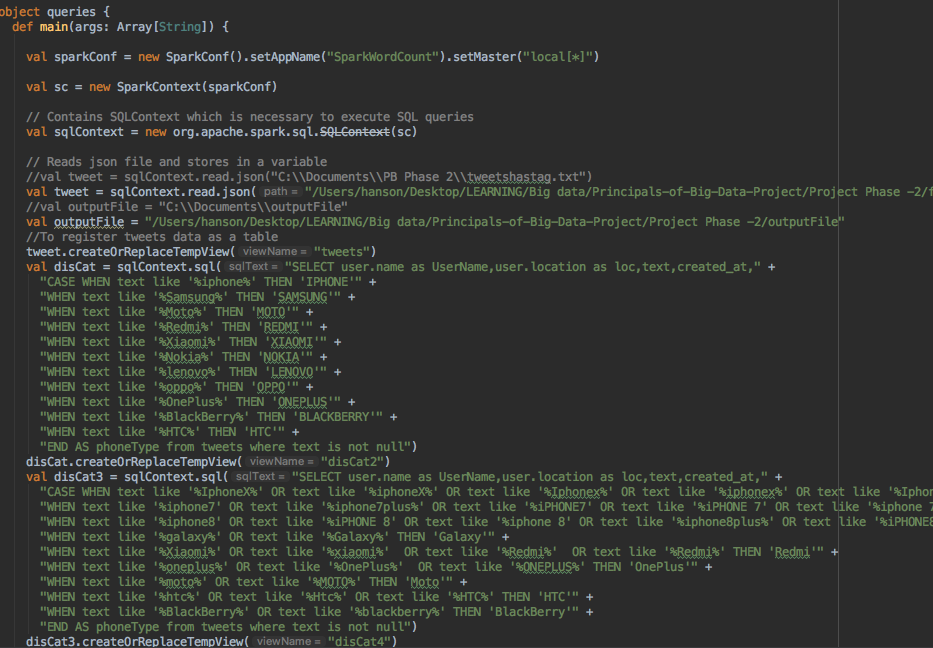 object queries {
def main(args: Array[String]) {
val sparkConf = new SparkConf().setAppName("SparkWordCount").setMaster("local[*]")
val sc = new SparkContext(sparkConf)
// Contains SQLContext which is necessary to execute SQL queries
val sqlContext = new org.apache.spark.sql.SQLContext(sc)
// Reads json file and stores in a variable
//val tweet = sqlContext.read.json("C:\\Documents\\PB Phase 2\\tweetshastag.txt")
val tweet = sqlContext.read.json( path = "/Users/hanson/Desktop/LEARNING/Big data/Principals-of-Big-Data-Project/Project Phase -2/f
//val outputFile = "C:\\Documents\\outputFile"
val outputFile = "/Users/hanson/Desktop/LEARNING/Big data/Principals-of-Big-Data-Project/Project Phase -2/outputFile"
//To register tweets data as a table
tweet.createOrReplaceTempView( viewName = "tweets")
val disCat = sqlContext.sql( sqlText = "SELECT user.name as UserName,user.location as loc,text,created_at," +
"CASE WHEN text like '%iphone%' THEN 'IPHONE'" +
"WHEN text like '%Samsung%' THEN 'SAMSUNG'" +
"WHEN text like '%Moto%' THEN 'MOTO'" +
"WHEN text like '%Redmi%' THEN 'REDMI'" +
"WHEN text like '%Xiaomi%' THEN 'XIAOMI'" +
"WHEN text like '%Nokia%' THEN 'NOKIA'" +
"WHEN text like '%lenovo%' THEN 'LENOVO'" +
"WHEN text like '%oppo%' THEN 'OPPO'" +
"WHEN text like '%OnePlus%' THEN 'ONEPLUS'" +
"WHEN text like '%BlackBerry%' THEN 'BLACKBERRY'" +
"WHEN text like '%HTC%' THEN 'HTC'" +
"END AS phoneType from tweets where text is not null")
disCat.createOrReplaceTempView( viewName = "disCat2")
val disCat3 = sqlContext.sql( sqlText = "SELECT user.name as UserName,user.location as loc,text,created_at," +
"CASE WHEN text like '%IphoneX%' OR text like '%iphoneX%' OR text like '%Iphonex%' OR text like '%iphonex%' OR text like '%Iphon
"WHEN text like '%iphone7' OR text like '%iphone7plus%' OR text like '%iPHONE7' OR text like '%iPHONE 7' OR text like '%iphone 7
"WHEN text like '%iphone8' OR text like '%iPHONE 8' OR text like '%iphone 8' OR text like '%iphone8plus%' OR text like '%iPHONE8
"WHEN text like '%galaxy%' OR text like '%Galaxy%' THEN 'Galaxy'" +
"WHEN text like '%Xiaomi%' OR text like '%xiaomi%'  OR text like '%Redmi%'  OR text like '%Redmi%' THEN 'Redmi'" +
"WHEN text like '%oneplus%' OR text like '%OnePlus%'  OR text like '%ONEPLUS%' THEN 'OnePlus'" +
"WHEN text like '%moto%' OR text like '%MOTO%' THEN 'Moto'" +
"WHEN text like '%htc%' OR text like '%Htc%' OR text like '%HTC%' THEN 'HTC'" +
"WHEN text like '%BlackBerry%' OR text like '%blackberry%' THEN 'BlackBerry'" +
"END AS phoneType from tweets where text is not null")
disCat3.createOrReplaceTempView( viewName = "disCat4")